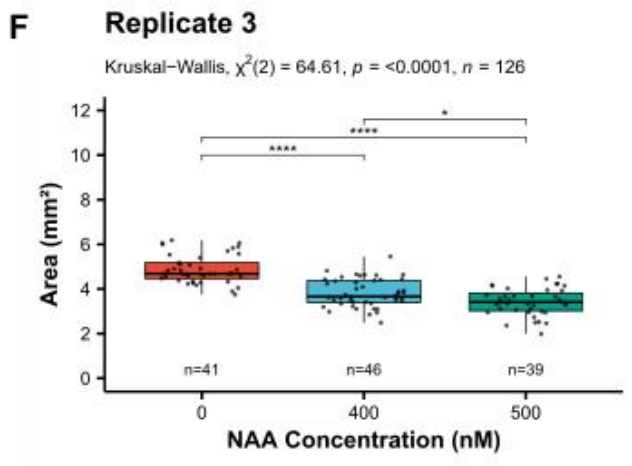 F
Replicate 3
Kruskal−Wallis, χ²(2) = 64.61, p = <0.0001, n = 126
Area (mm²)
12
10
8
6
4
2
0
*
****
****
n=41 n=46 n=39
0 400 500
NAA Concentration (nM)